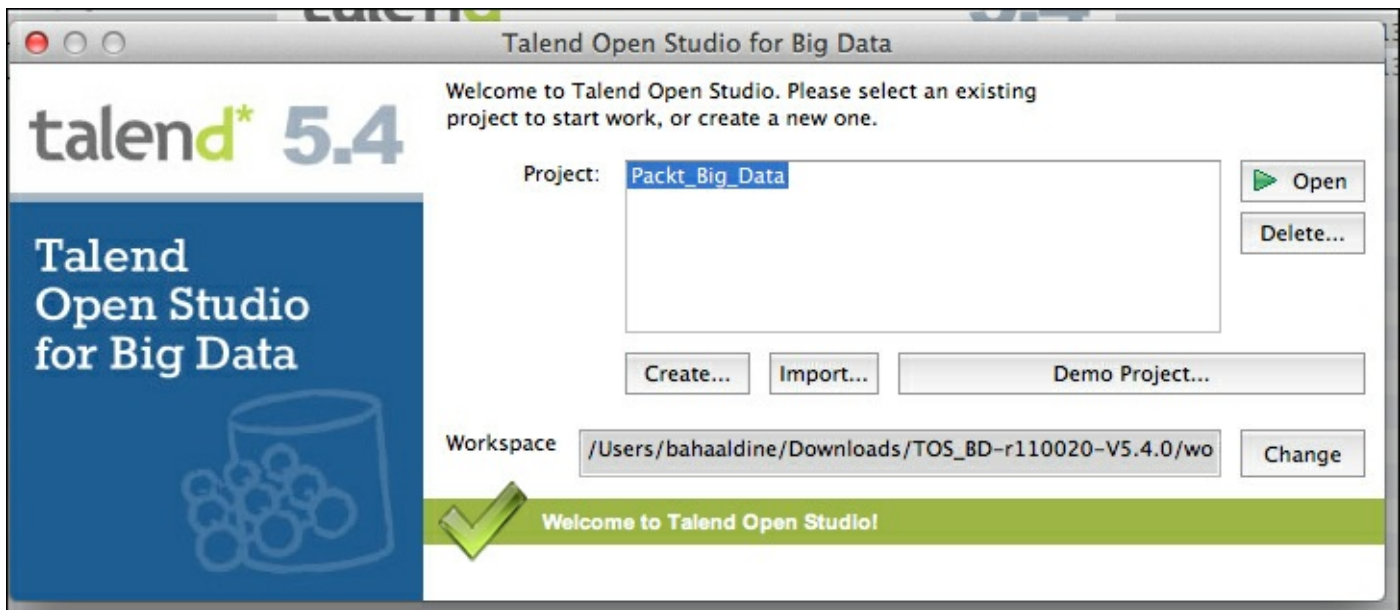 Talend Open Studio for Big Data
talend* 5.4
Talend
Open Studio
for Big Data
Welcome to Talend Open Studio. Please select an existing
project to start work, or create a new one.
Project:
Packt_Big_Data
Open
Delete...
Create...
Import...
Demo Project...
Workspace
/Users/bahaaldine/Downloads/TOS_BD-r110020-V5.4.0/wo
Change
Welcome to Talend Open Studio!